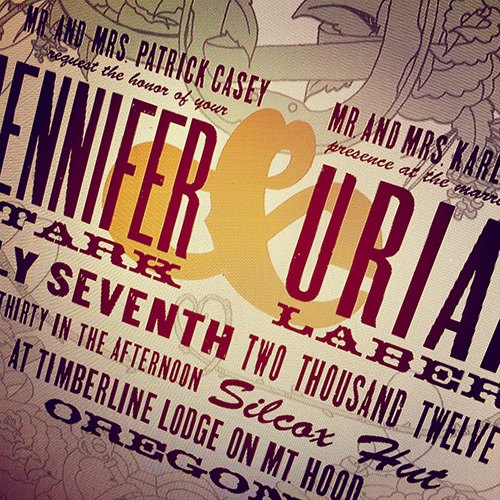 MR AND MRS. PATRICK CASEY
request the honor of your
MR AND MRS. KARL
presence at the marri
JENNIFER & URIAH
STARK LABER
LY SEVENTH TWO THOUSAND TWELVE
THIRTY IN THE AFTERNOON Silcox Hut
AT TIMBERLINE LODGE ON MT. HOOD
OREGON